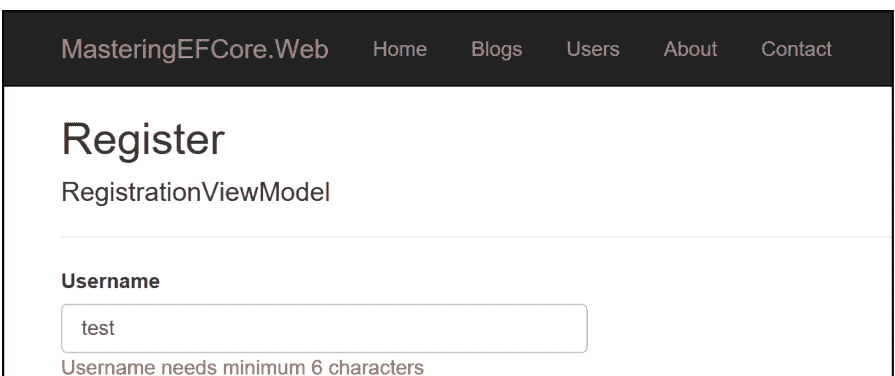 MasteringEFCore.Web Home Blogs Users About Contact
Register
RegistrationViewModel
Username
test
Username needs minimum 6 characters